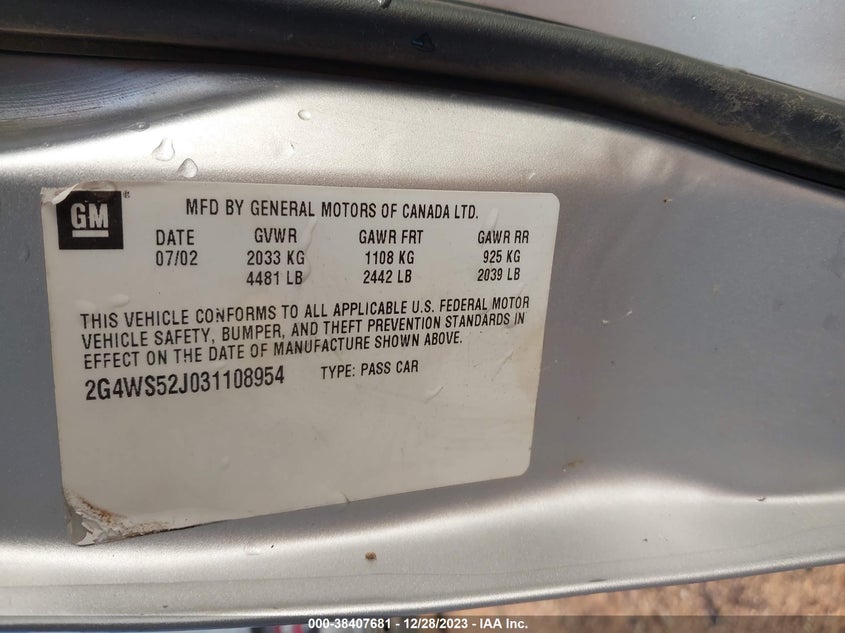 GM®
MFD BY GENERAL MOTORS OF CANADA LTD.
DATE GVWR GAWR FRT GAWR RR
07/02 2033 KG 1108 KG 925 KG
4481 LB 2442 LB 2039 LB
THIS VEHICLE CONFORMS TO ALL APPLICABLE U.S. FEDERAL MOTOR
VEHICLE SAFETY, BUMPER, AND THEFT PREVENTION STANDARDS IN
EFFECT ON THE DATE OF MANUFACTURE SHOWN ABOVE.
2G4WS52J031108954 TYPE: PASS CAR
000-38407681 - 12/28/2023 - IAA Inc.